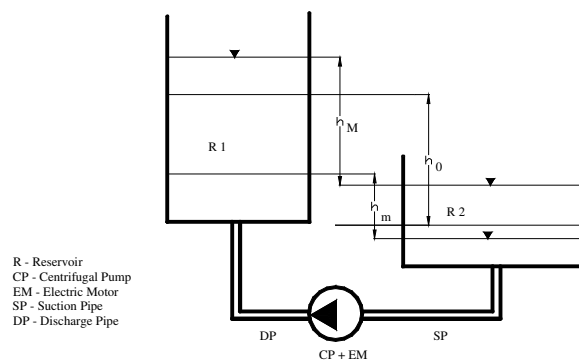 h M
R 1
h 0
h m
R 2
R - Reservoir
CP - Centrifugal Pump
EM - Electric Motor
SP - Suction Pipe
DP - Discharge Pipe
DP
SP
CP + EM